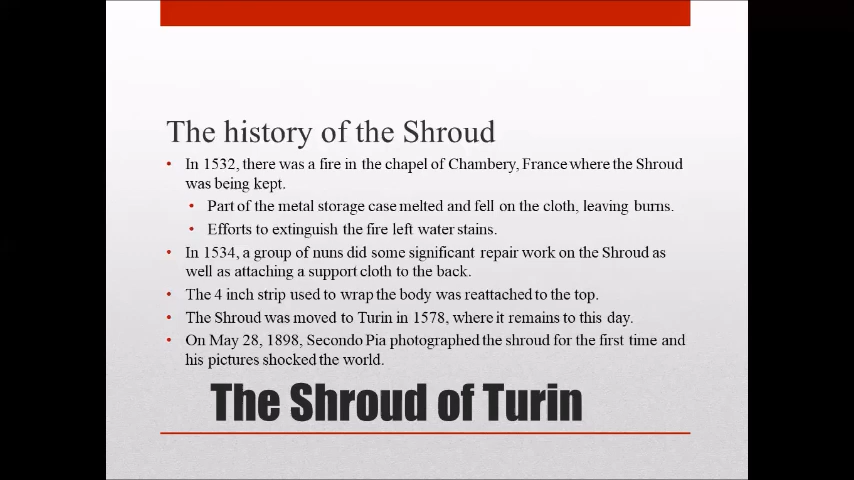 The history of the Shroud
• In 1532, there was a fire in the chapel of Chambery, France where the Shroud
was being kept.
• Part of the metal storage case melted and fell on the cloth, leaving burns.
• Efforts to extinguish the fire left water stains.
• In 1534, a group of nuns did some significant repair work on the Shroud as
well as attaching a support cloth to the back.
• The 4 inch strip used to wrap the body was reattached to the top.
• The Shroud was moved to Turin in 1578, where it remains to this day.
• On May 28, 1898, Secondo Pia photographed the shroud for the first time and
his pictures shocked the world.
The Shroud of Turin